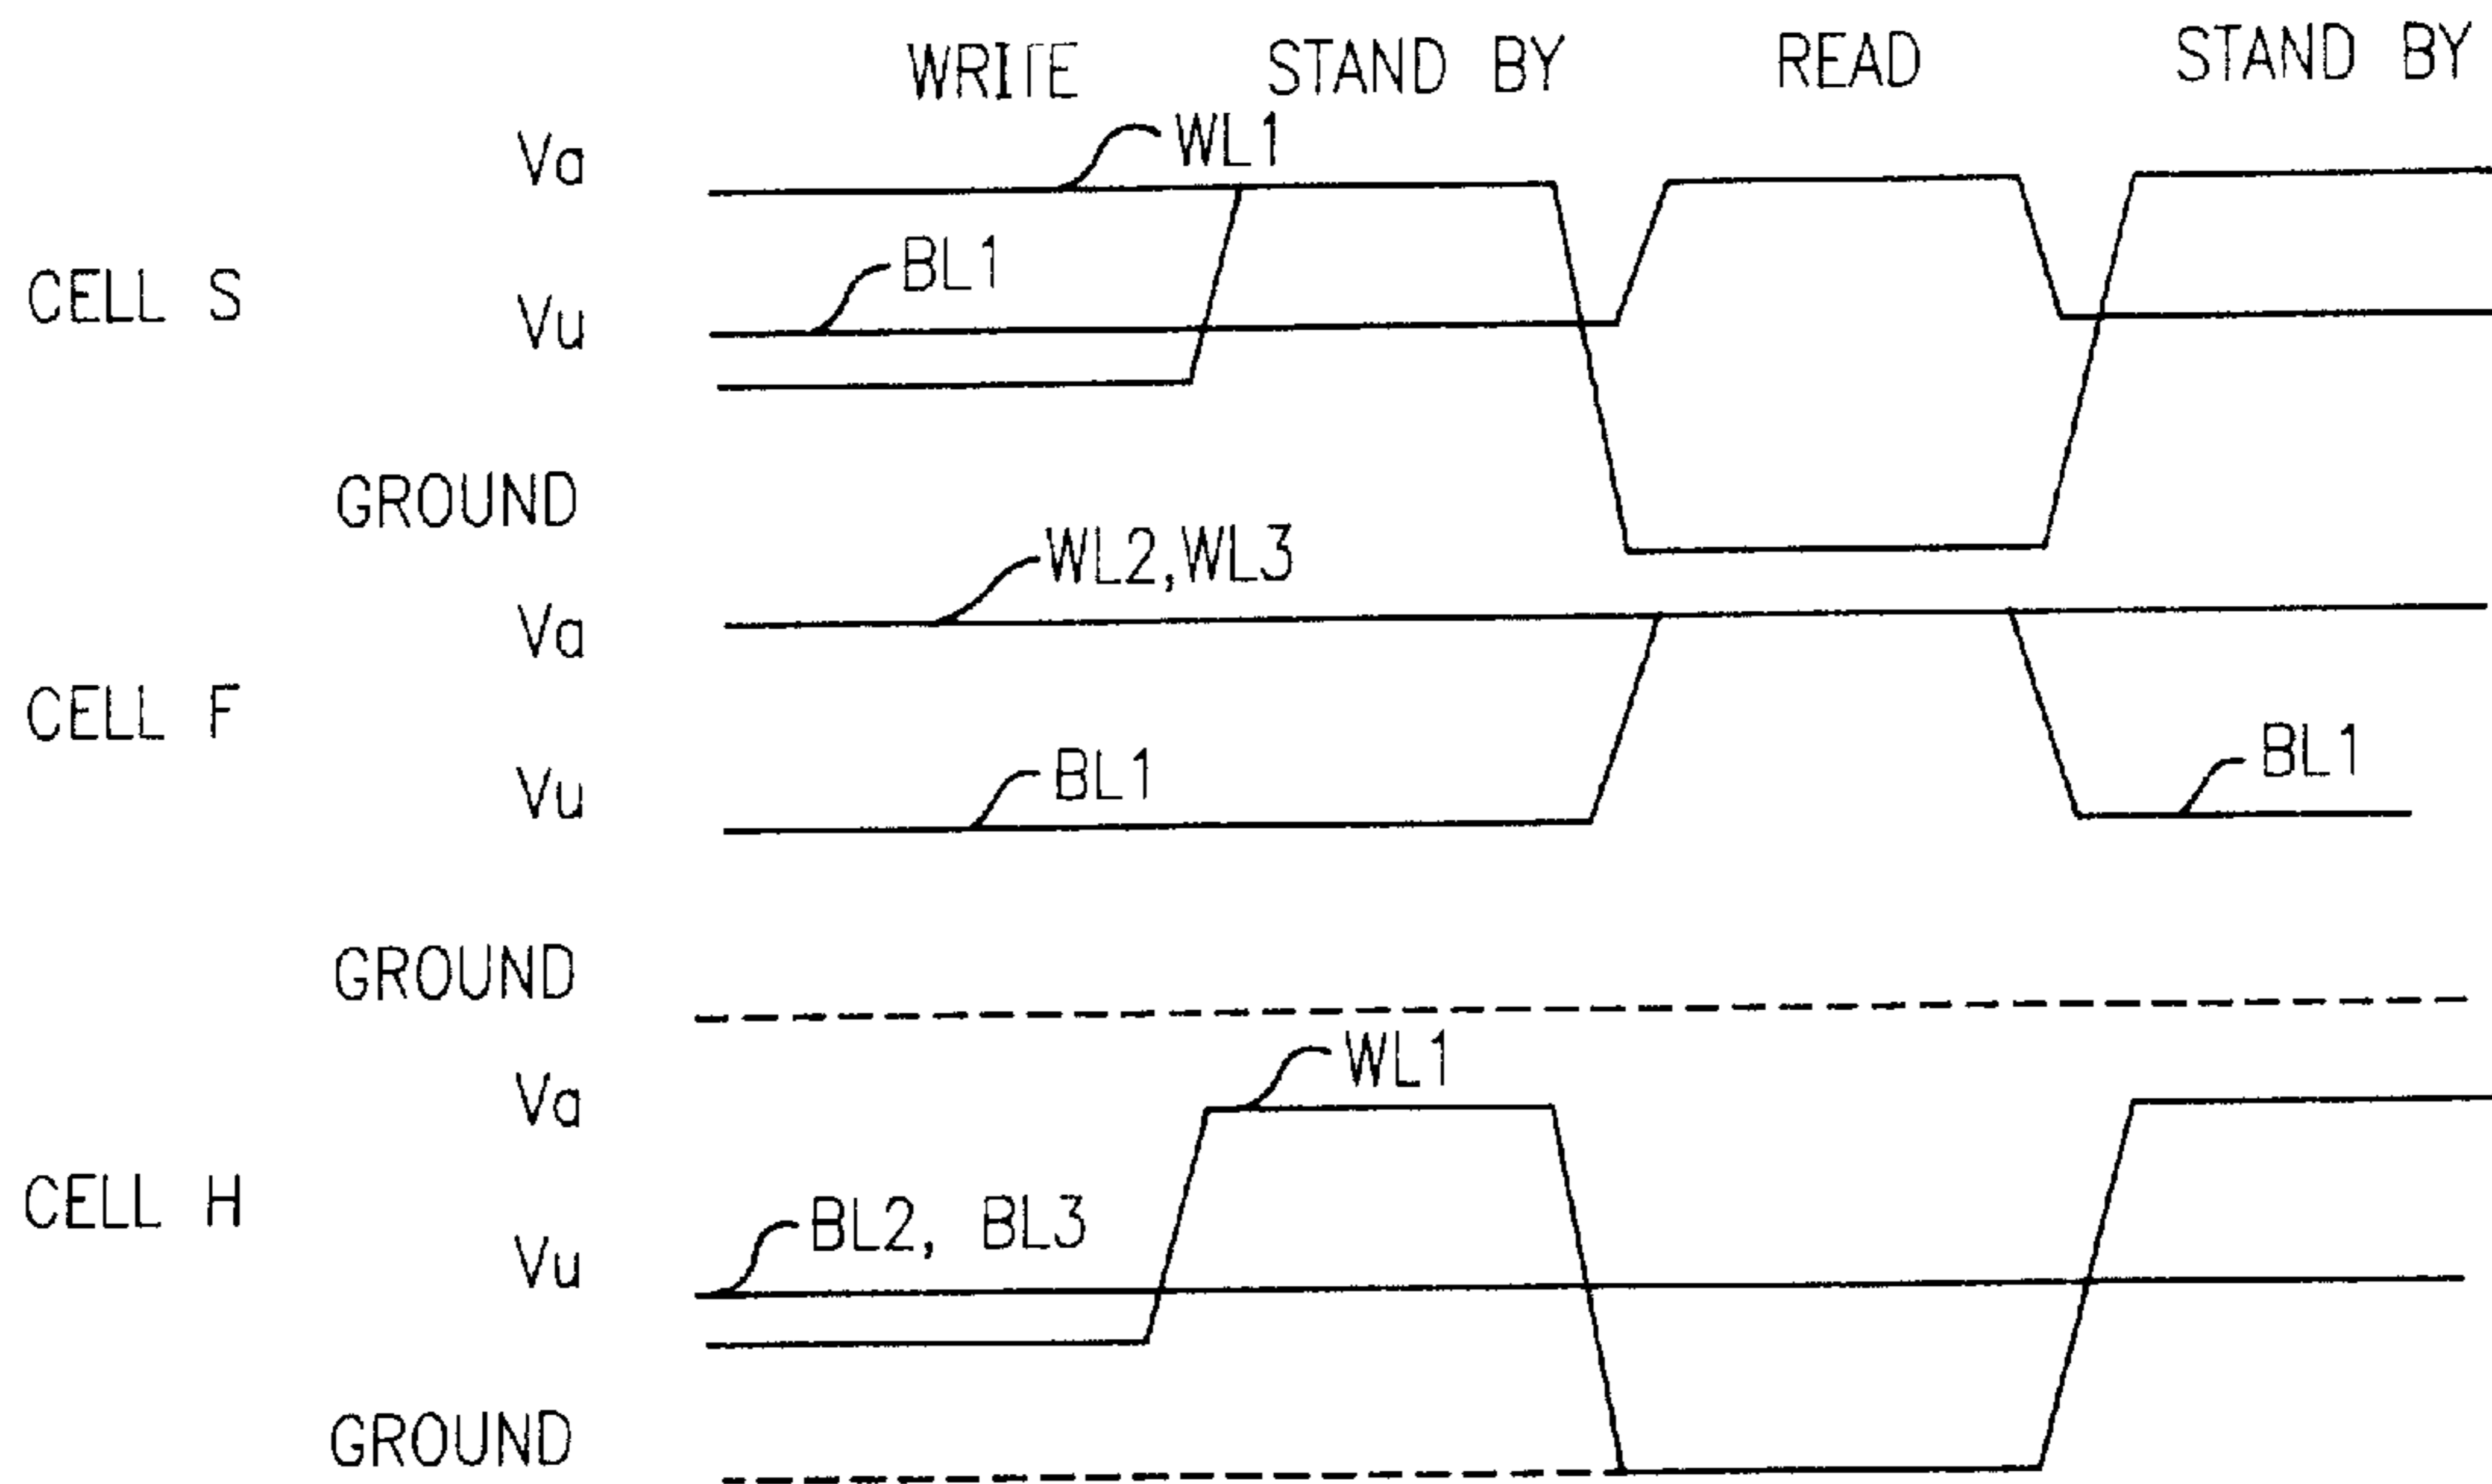 WRITE STAND BY READ STAND BY
Va WL1
BL1
CELL S
Vu
GROUND
WL2,WL3
Va
CELL F
BL1
Vu BL1
GROUND
WL1
Va
CELL H
BL2, BL3
Vu
GROUND